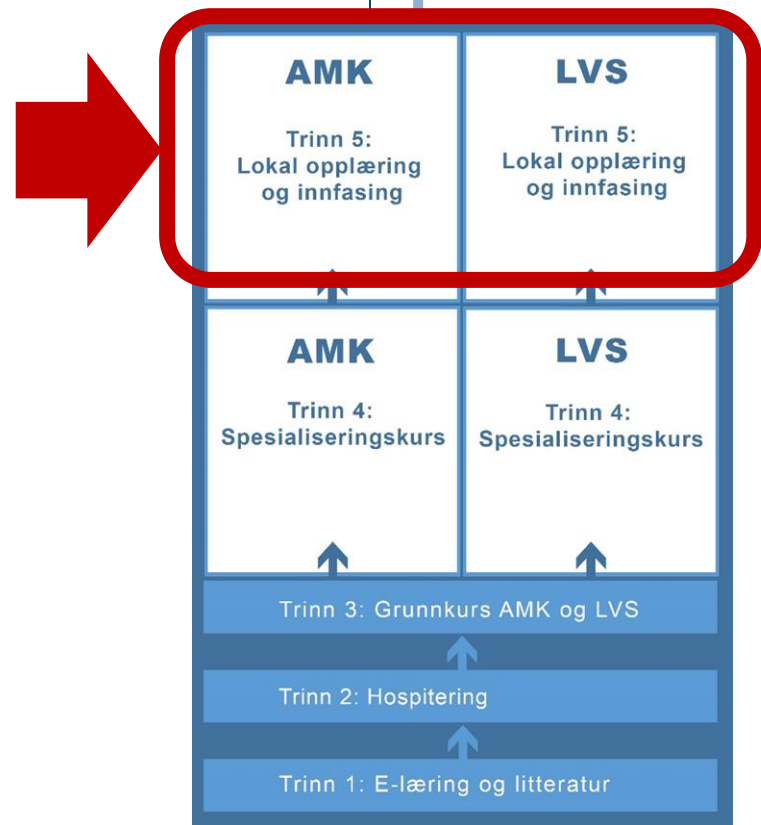 AMK
Trinn 5:
Lokal opplæring
og innfasing
LVS
Trinn 5:
Lokal opplæring
og innfasing
AMK
Trinn 4:
Spesialiseringskurs
LVS
Trinn 4:
Spesialiseringskurs
Trinn 3: Grunnkurs AMK og LVS
Trinn 2: Hospitering
Trinn 1: E-læring og litteratur